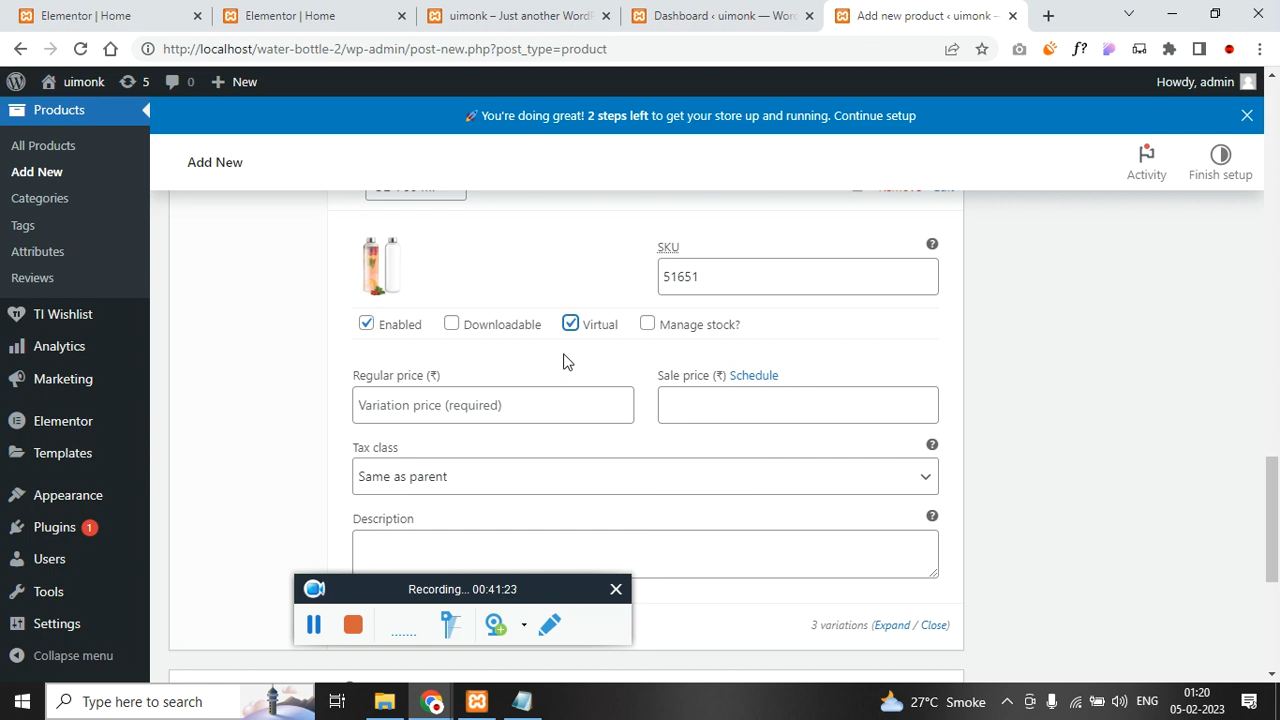 Elementor | Home
Elementor | Home
uimonk – Just another WordP
Dashboard ‹ uimonk — Wor
Add new product ‹ uimonk –
http://localhost/water-bottle-2/wp-admin/post-new.php?post_type=product
f?
uimonk 5 0 New
Howdy, admin
Products
All Products
Add New
Categories
Tags
Attributes
Reviews
TI Wishlist
Analytics
Marketing
Elementor
Templates
Appearance
Plugins 1
Users
Tools
Settings
Collapse menu
🚀 You're doing great! 2 steps left to get your store up and running. Continue setup
Add New
Activity
Finish setup
SKU
51651
Enabled Downloadable Virtual Manage stock?
Regular price (₹)
Variation price (required)
Sale price (₹) Schedule
Tax class
Same as parent
Description
3 variations (Expand / Close)
Recording... 00:41:23
Type here to search
27°C Smoke
ENG
01:20
05-02-2023